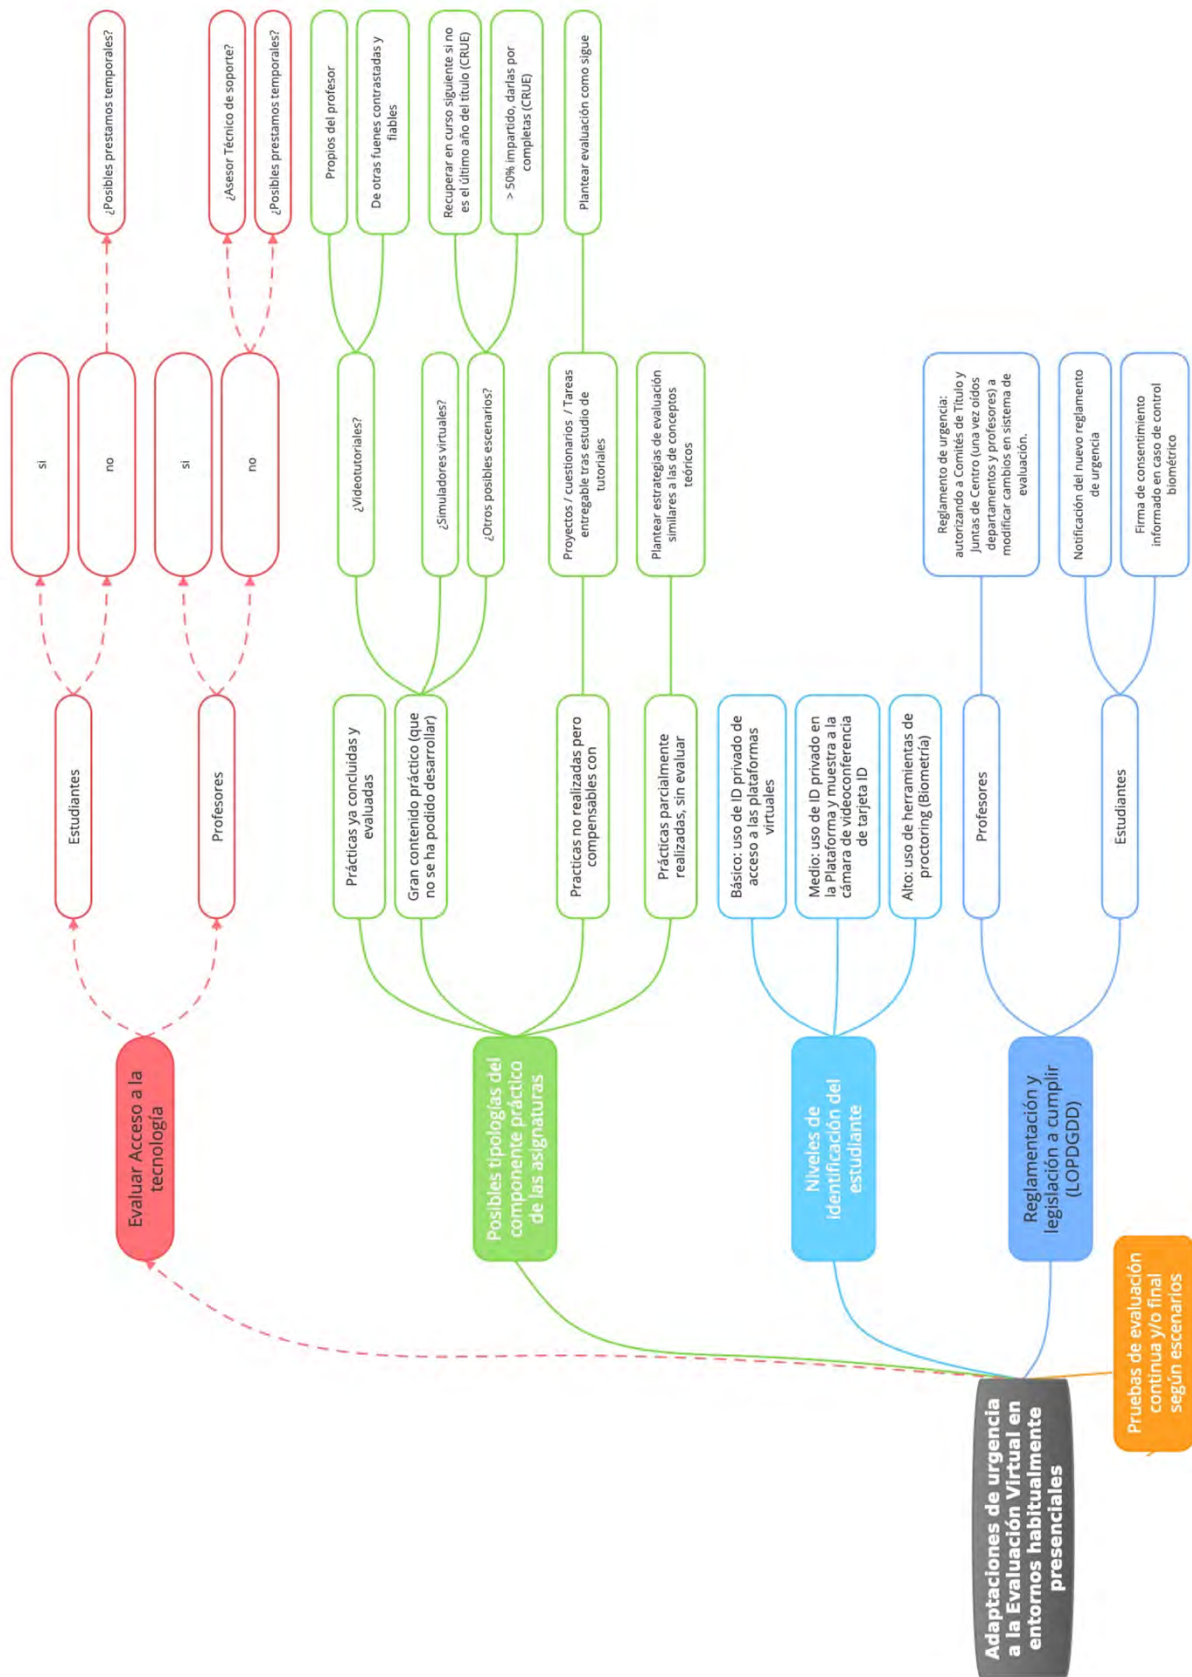 Adaptaciones de urgencia
a la Evaluación Virtual en
entornos habitualmente
presenciales
Evaluar Acceso a la
tecnología
Estudiantes
si
no
¿Posibles prestamos temporales?
Profesores
si
no
¿Asesor Técnico de soporte?
¿Posibles prestamos temporales?
Posibles tipologías del
componente práctico
de las asignaturas
Prácticas ya concluidas y
evaluadas
Gran contenido práctico (que
no se ha podido desarrollar)
¿Videotutoriales?
Propios del profesor
De otras fuenes contrastadas y
fiables
¿Simuladores virtuales?
¿Otros posibles escenarios?
Recuperar en curso siguiente si no
es el último año del título (CRUE)
> 50% impartido, darlas por
completas (CRUE)
Practicas no realizadas pero
compensables con
Proyectos / cuestionarios / Tareas
entregable tras estudio de
tutoriales
Plantear evaluación como sigue
Prácticas parcialmente
realizadas, sin evaluar
Plantear estrategias de evaluación
similares a las de conceptos
teóricos
Niveles de
identificación del
estudiante
Básico: uso de ID privado de
acceso a las plataformas
virtuales
Medio: uso de ID privado en
la Plataforma y muestra a la
cámara de videoconferencia
de tarjeta ID
Alto: uso de herramientas de
proctoring (Biometría)
Reglamentación y
legislación a cumplir
(LOPDGDD)
Profesores
Reglamento de urgencia:
autorizando a Comités de Título y
Juntas de Centro (una vez oídos
departamentos y profesores) a
modificar cambios en sistema de
evaluación.
Estudiantes
Notificación del nuevo reglamento
de urgencia
Firma de consentimiento
informado en caso de control
biométrico
Pruebas de evaluación
continua y/o final
según escenarios